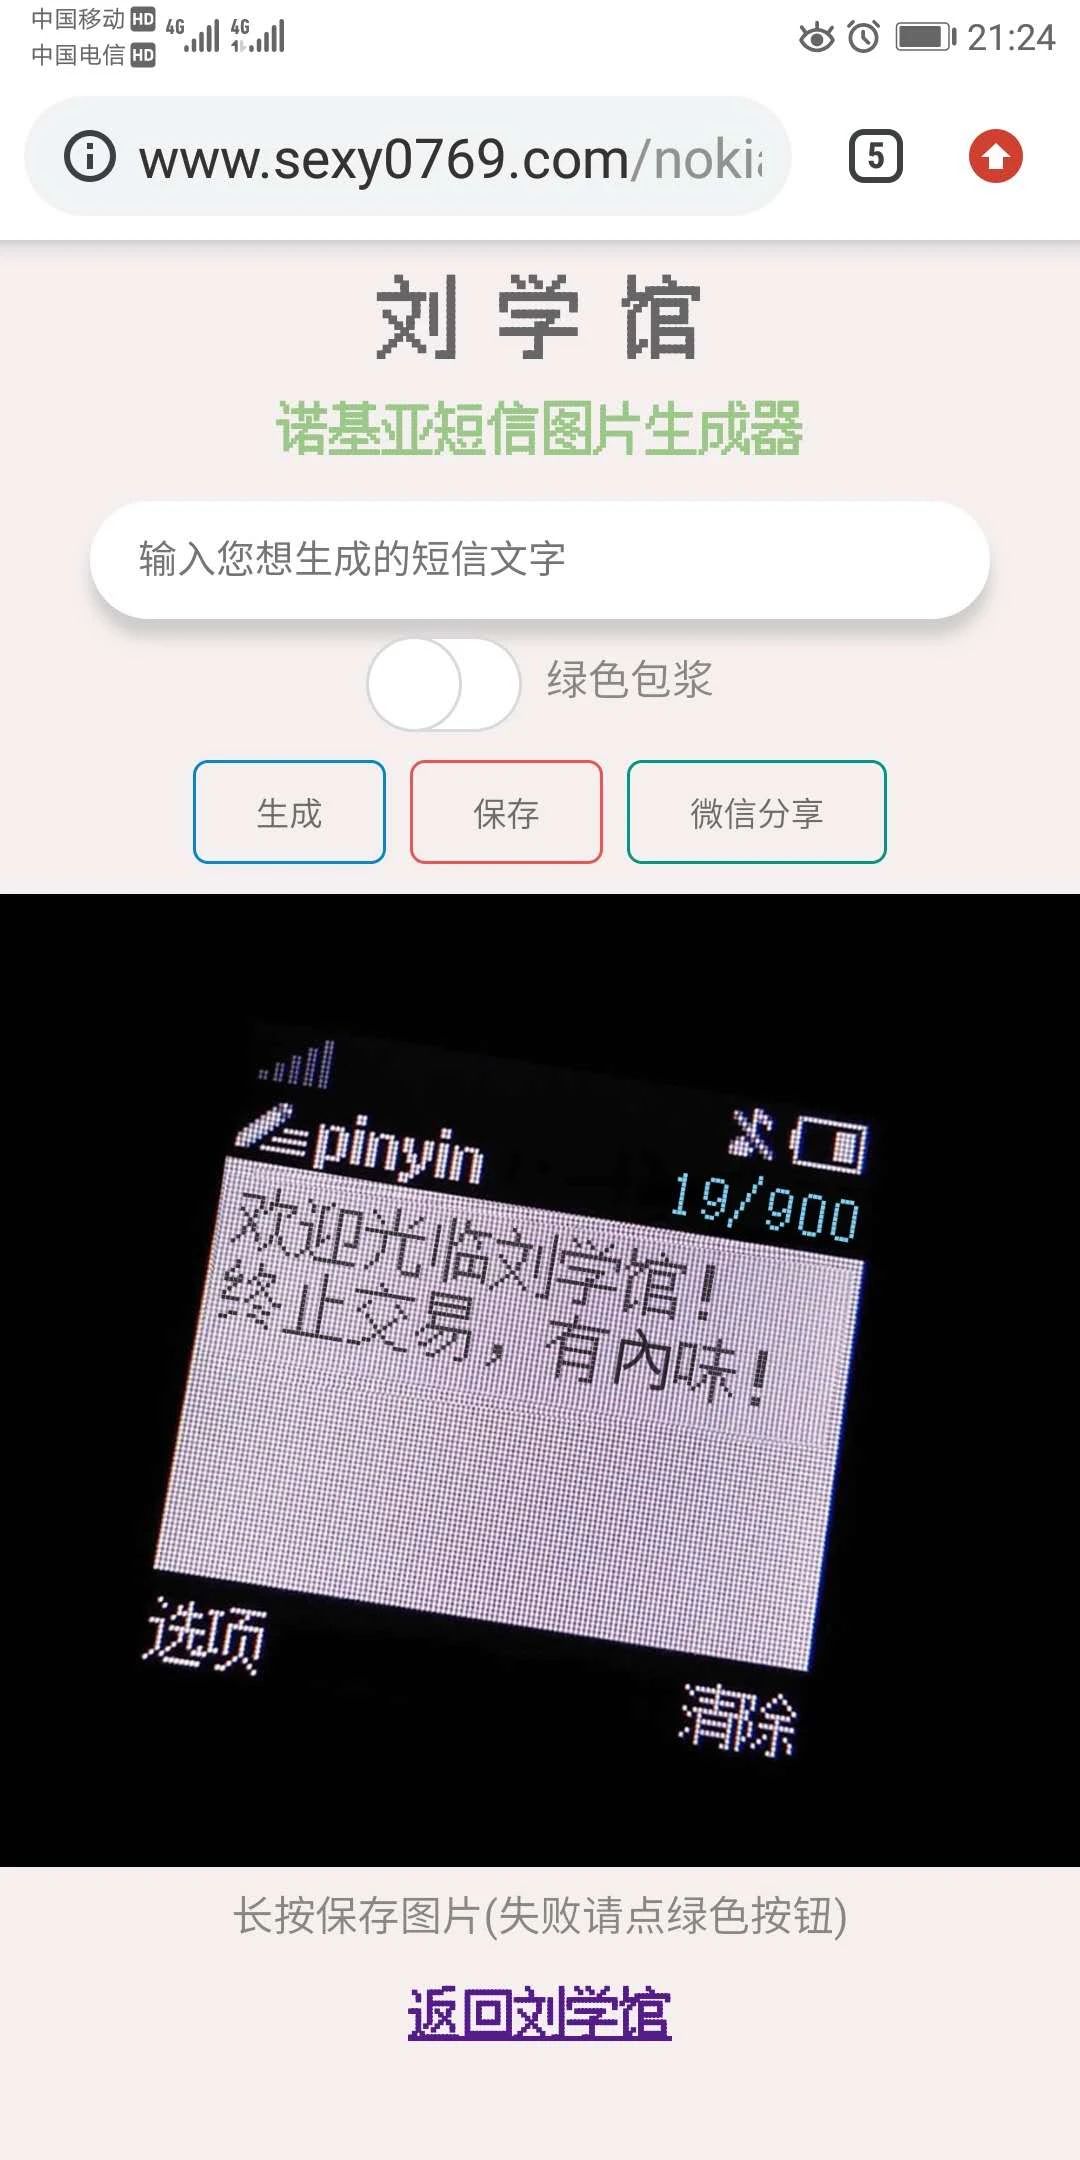 中国移动 HD 4G 4G 21:24
中国电信 HD
www.sexy0769.com/noki
5
刘学馆
诺基亚短信图片生成器
输入您想生成的短信文字
绿色包浆
生成 保存 微信分享
pinyin
19/900
欢迎光临刘学馆!
终止交易,有内味!
选项
清除
长按保存图片(失败请点绿色按钮)
返回刘学馆